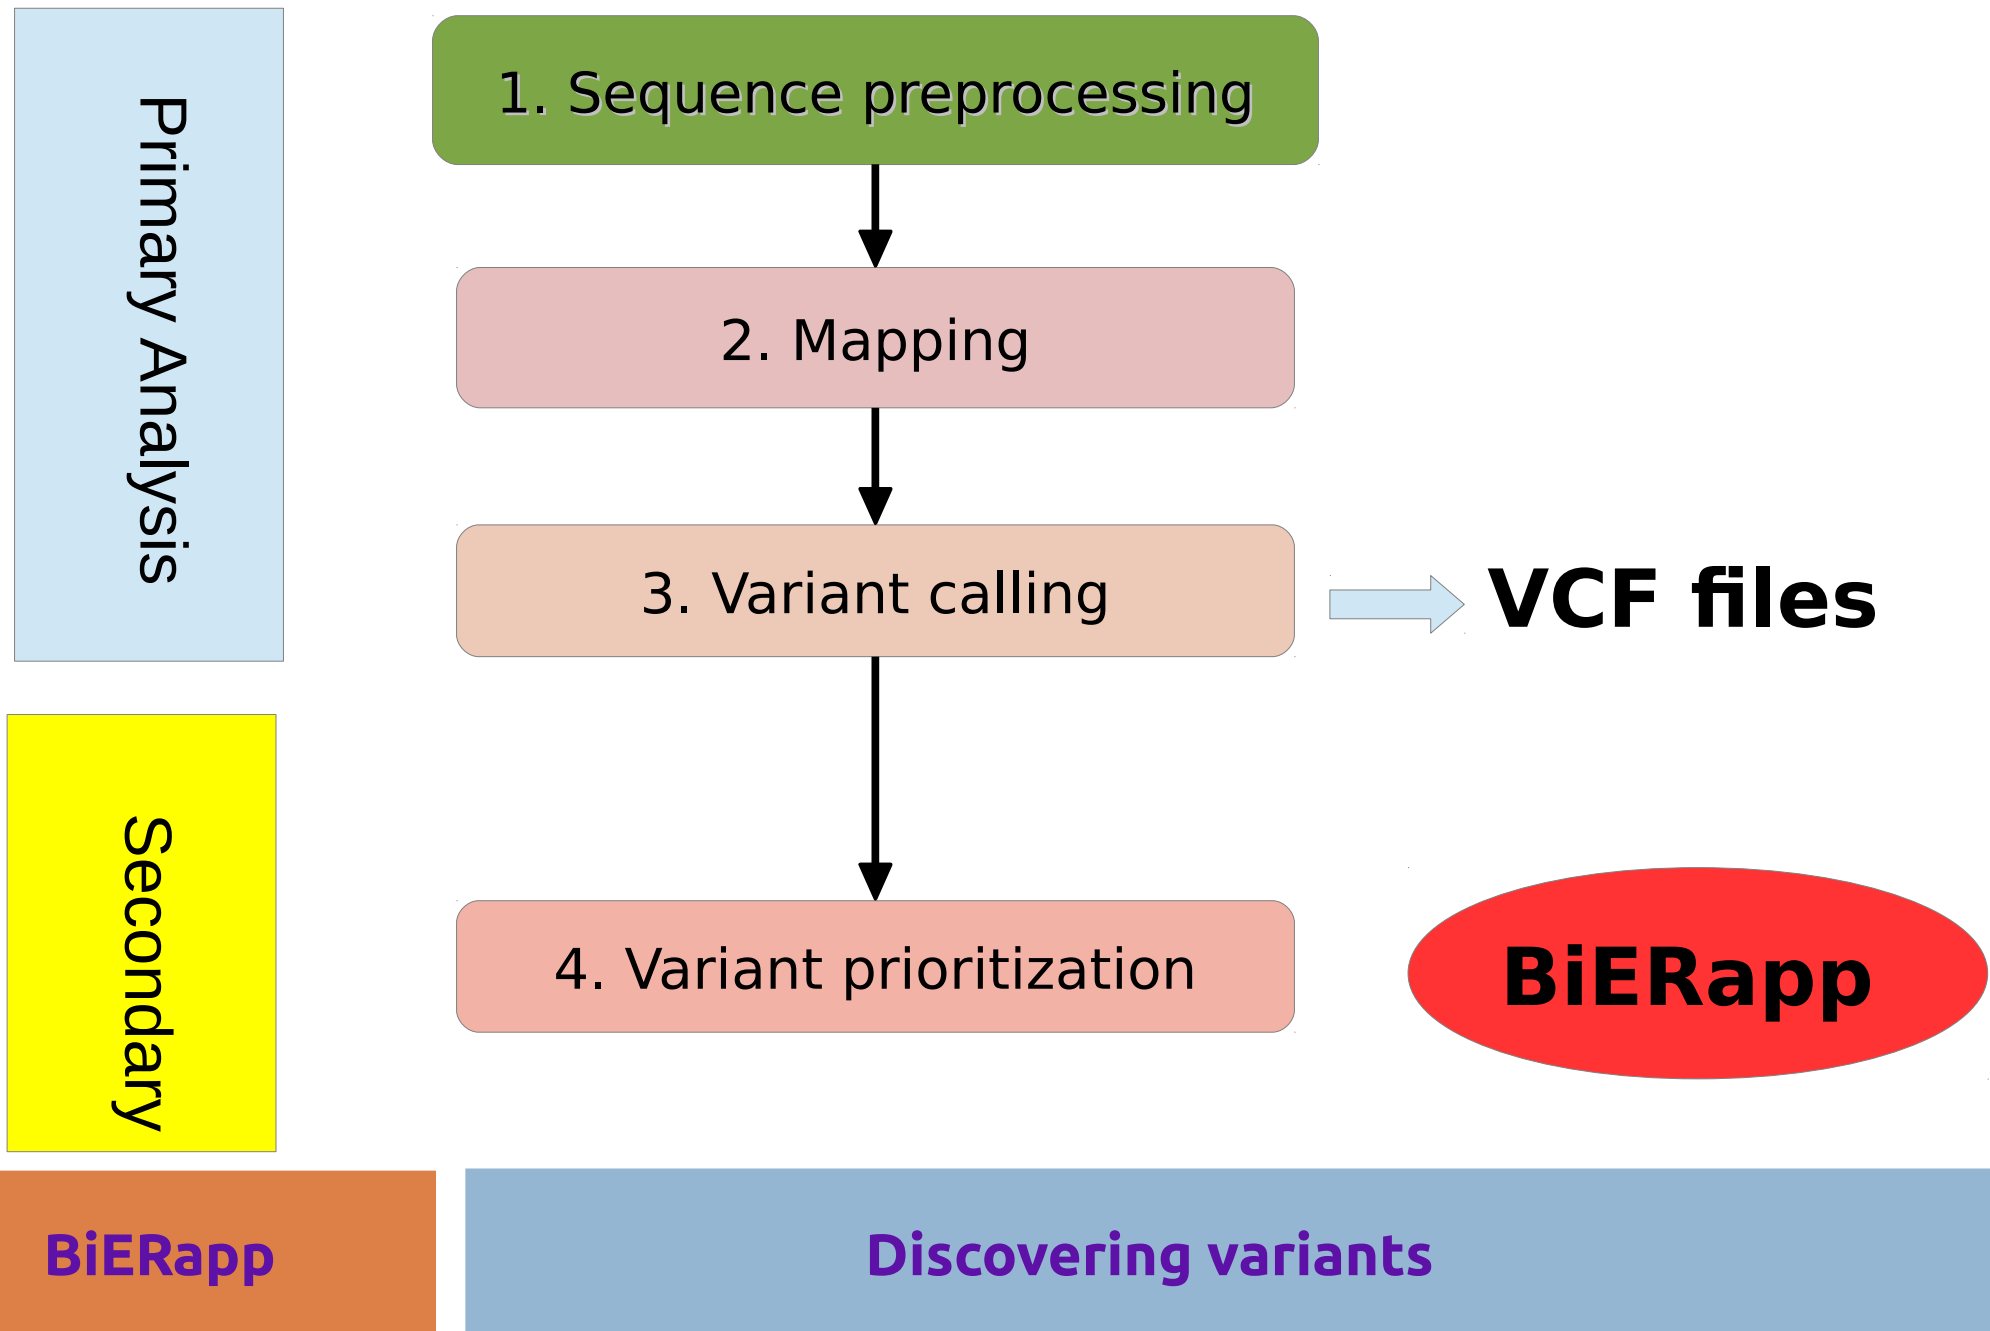 Primary Analysis
1. Sequence preprocessing
2. Mapping
3. Variant calling
VCF files
Secondary
4. Variant prioritization
BiERapp
BiERapp
Discovering variants